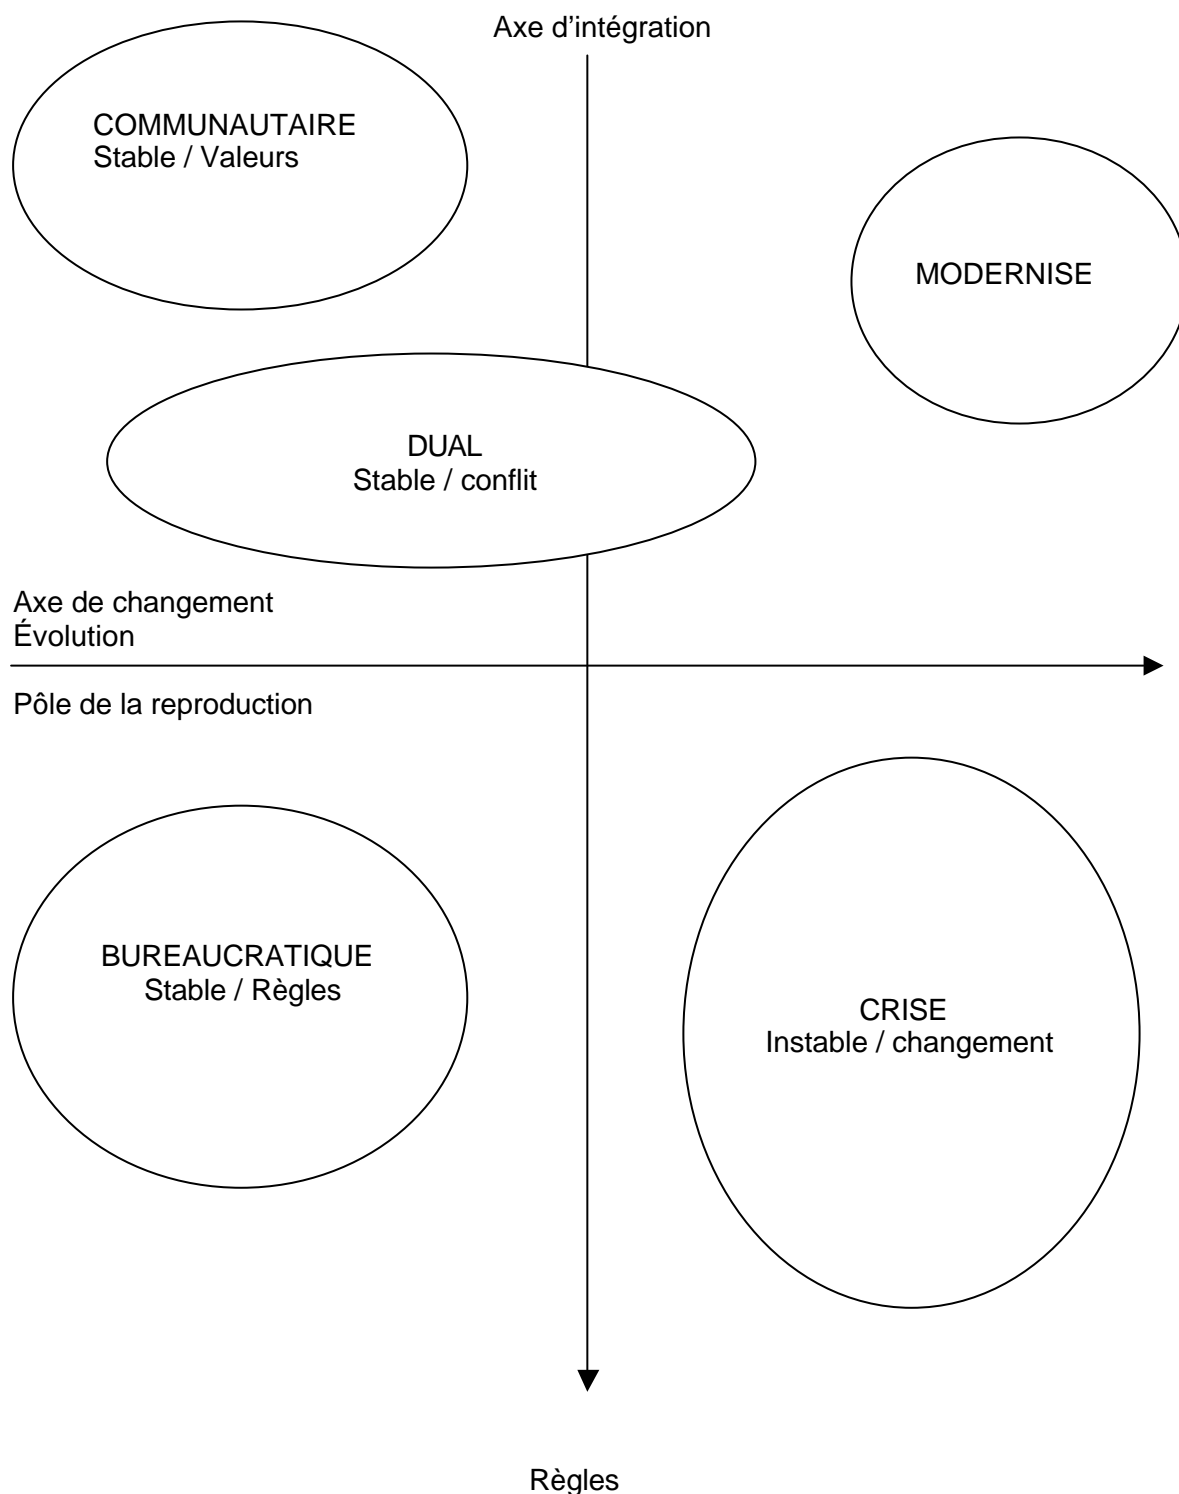 Axe d’intégration
COMMUNAUTAIRE
Stable / Valeurs
MODERNISE
DUAL
Stable / conflit
Axe de changement
Évolution
Pôle de la reproduction
BUREAUCRATIQUE
Stable / Règles
CRISE
Instable / changement
Règles